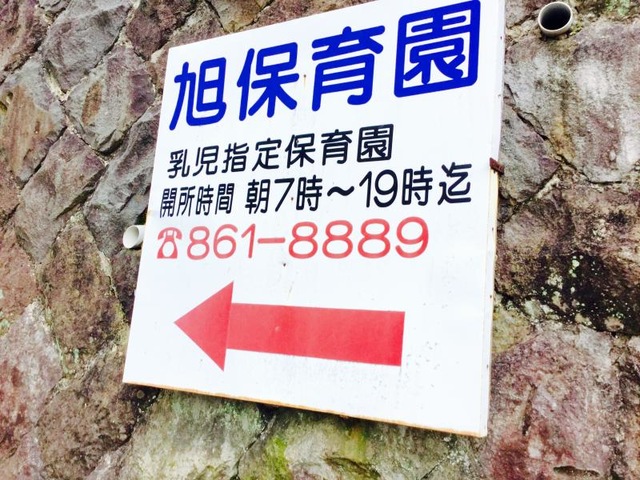 旭保育園
乳児指定保育園
開所時間 朝7時～19時迄
☎861-8889